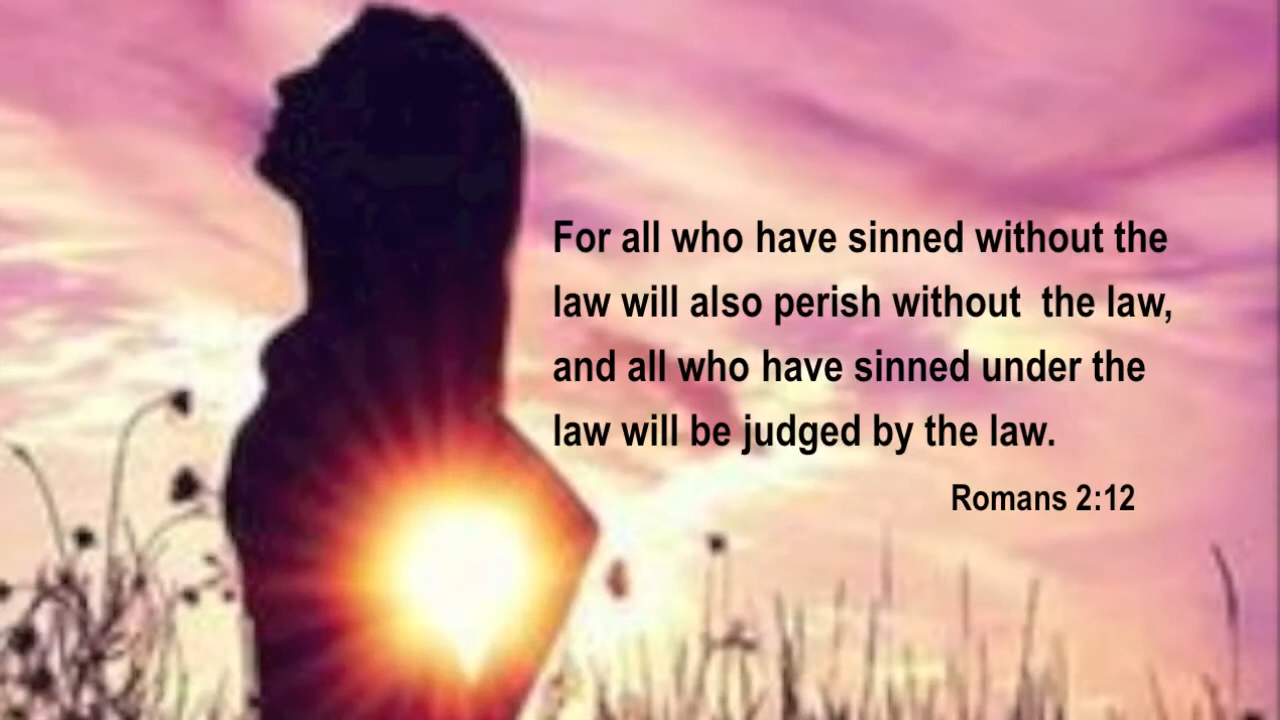 For all who have sinned without the
law will also perish without  the law,
and all who have sinned under the
law will be judged by the law.
Romans 2:12